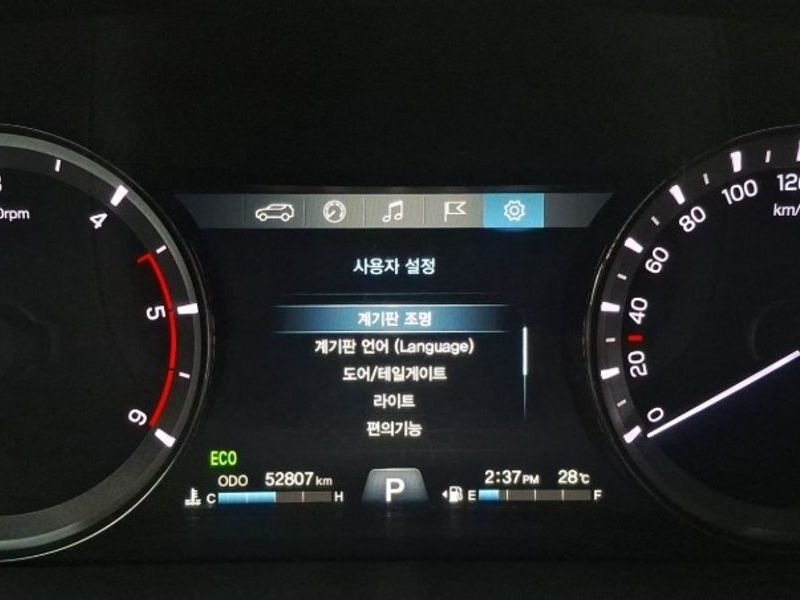 0rpm
4
5
6
사용자 설정
계기판 조명
계기판 언어 (Language)
도어/테일게이트
라이트
편의기능
ECO
ODO 52807 km
C H
P
2:37PM 28℃
E F
0
20
40
60
80
100
km/